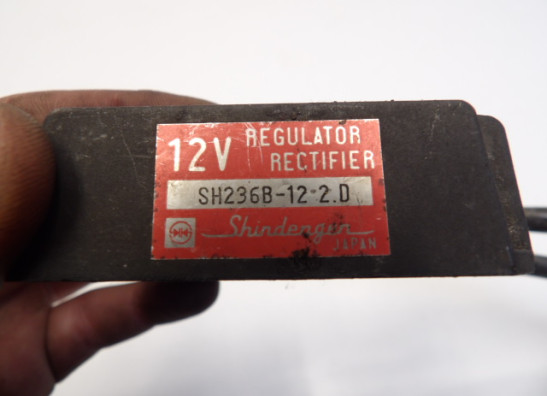 12V REGULATOR
RECTIFIER
SH236B-12·2.D
Shindengen
JAPAN